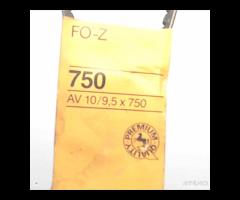 FO-Z
750
AV 10/9,5 x 750
PREMIUM
QUALITY